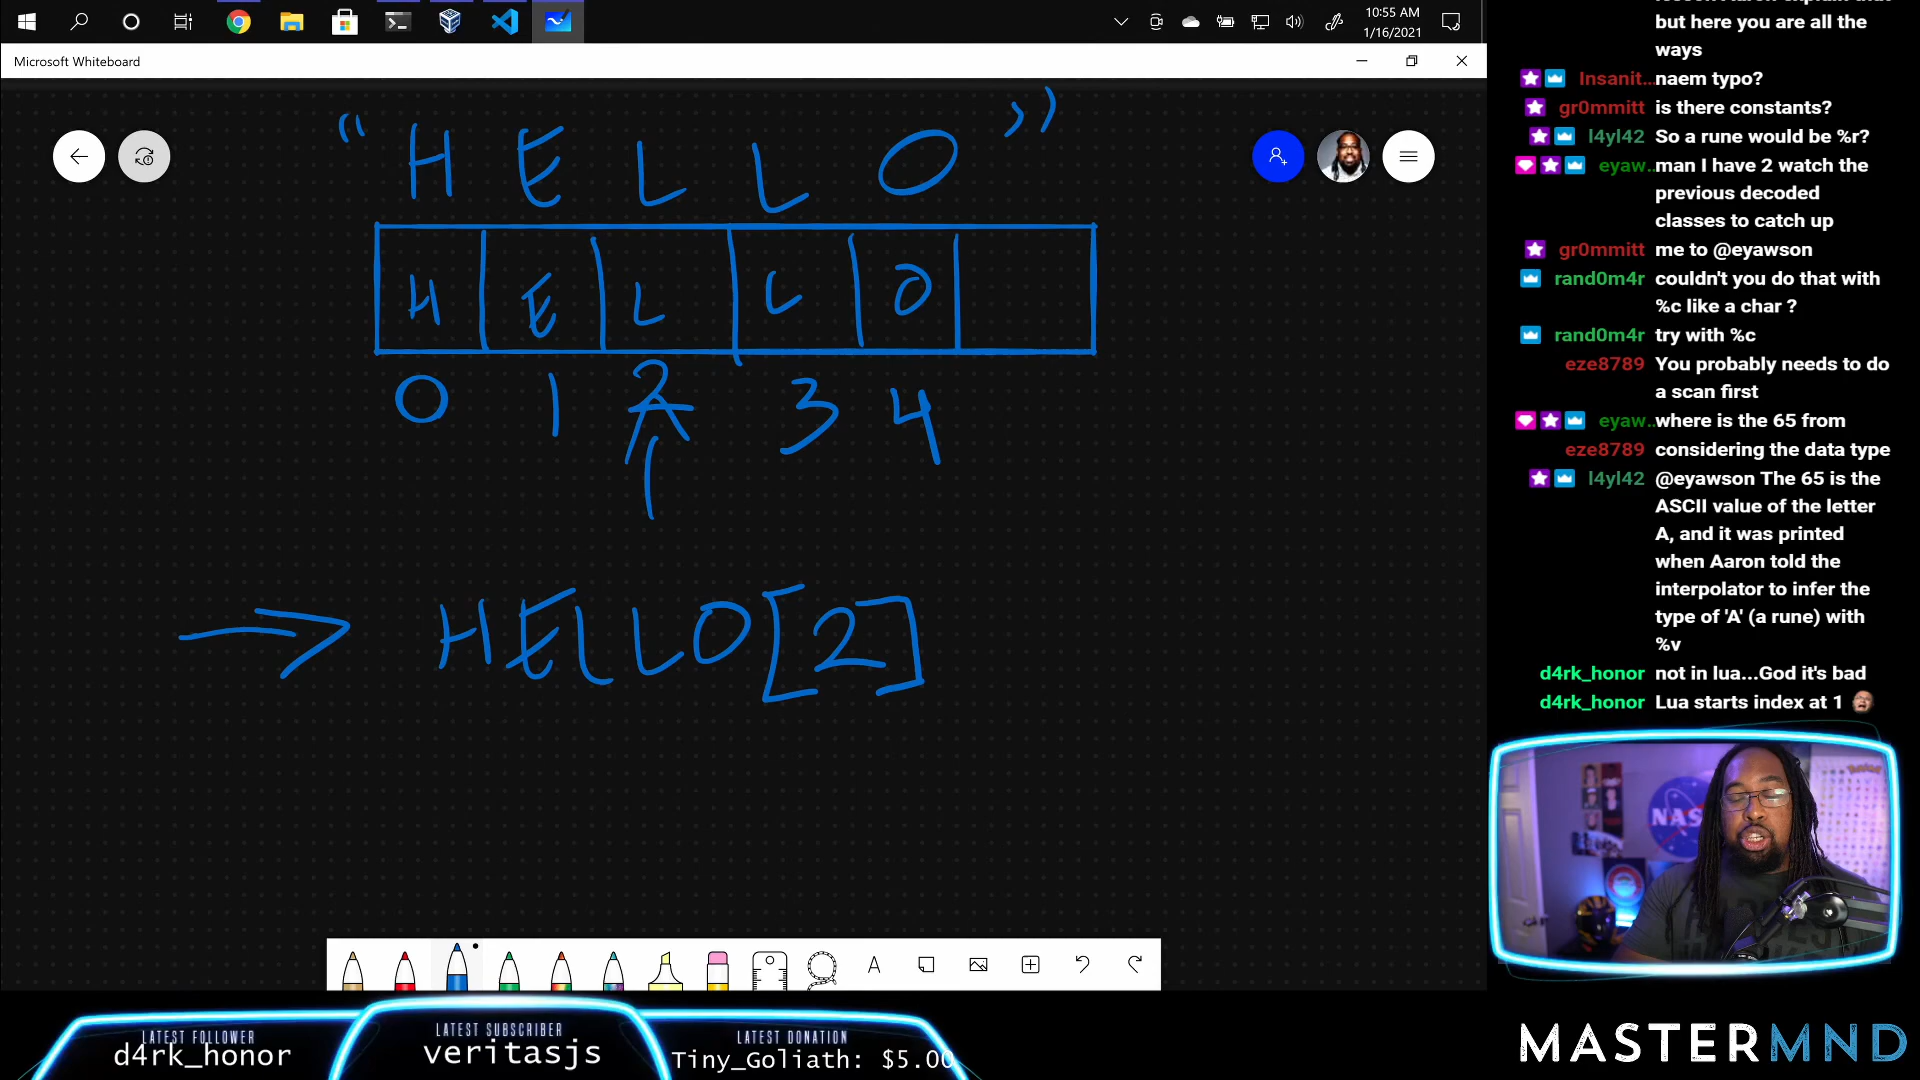 10:55 AM
1/16/2021
Microsoft Whiteboard
" H E L L O "
H E L L O
0 1 2 3 4
HELLO[2]
A
but here you are all the
ways
Insanit... naem typo?
gr0mmitt is there constants?
l4yl42 So a rune would be %r?
eyaw.. man I have 2 watch the
previous decoded
classes to catch up
gr0mmitt me to @eyawson
rand0m4r couldn't you do that with
%c like a char ?
rand0m4r try with %c
eze8789 You probably needs to do
a scan first
eyaw.. where is the 65 from
eze8789 considering the data type
l4yl42 @eyawson The 65 is the
ASCII value of the letter
A, and it was printed
when Aaron told the
interpolator to infer the
type of 'A' (a rune) with
%v
d4rk_honor not in lua...God it's bad
d4rk_honor Lua starts index at 1
NASA
LATEST FOLLOWER
d4rk_honor
LATEST SUBSCRIBER
veritasjs
LATEST DONATION
Tiny_Goliath: $5.00
MASTERMND